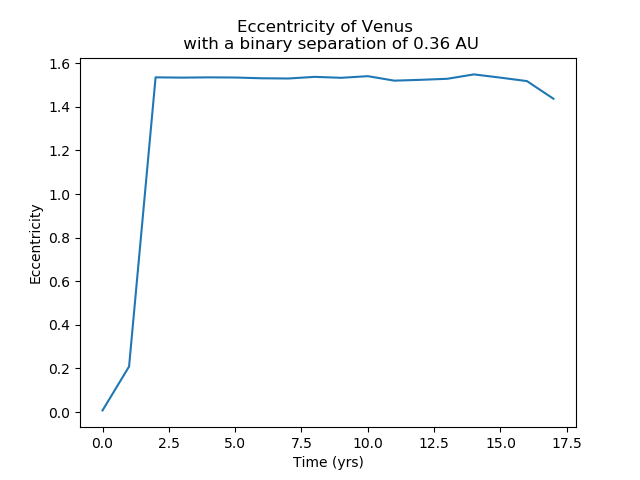 Eccentricity of Venus
with a binary separation of 0.36 AU
1.6
1.4
1.2
1.0
0.8
0.6
0.4
0.2
0.0
Eccentricity
0.0 2.5 5.0 7.5 10.0 12.5 15.0 17.5
Time (yrs)